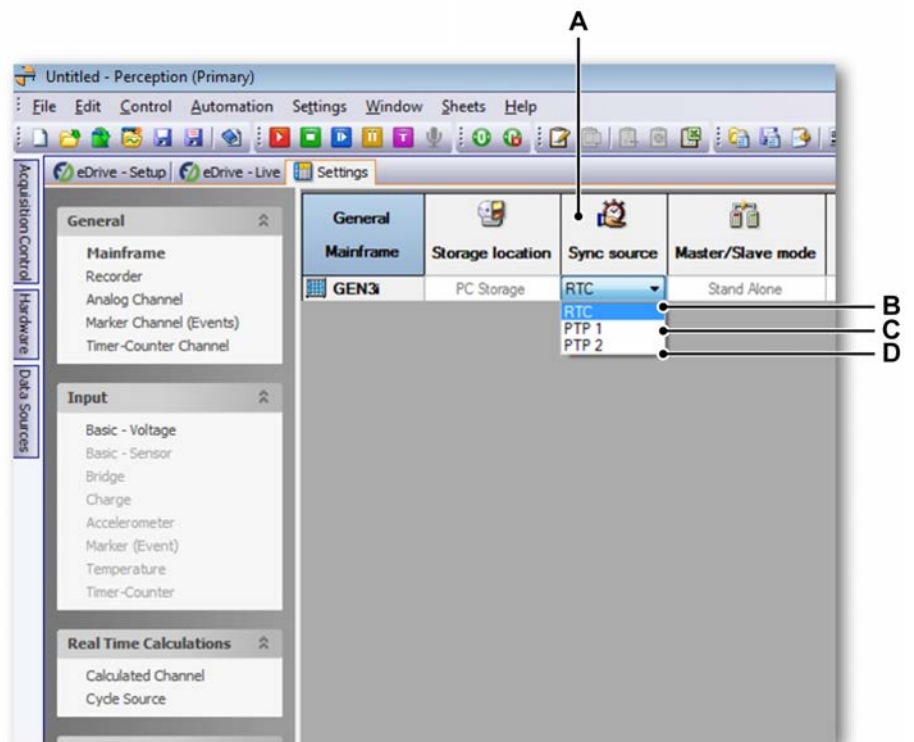 A
Untitled - Perception (Primary)
File Edit Control Automation Settings Window Sheets Help
Acquisition Control
Hardware
Data Sources
eDrive - Setup
eDrive - Live
Settings
General
Mainframe
Recorder
Analog Channel
Marker Channel (Events)
Timer-Counter Channel
Input
Basic - Voltage
Basic - Sensor
Bridge
Charge
Accelerometer
Marker (Event)
Temperature
Timer-Counter
Real Time Calculations
Calculated Channel
Cycle Source
General
Mainframe
Storage location
Sync source
Master/Slave mode
GEN3i
PC Storage
RTC
Stand Alone
RTC
PTP 1
PTP 2
B
C
D